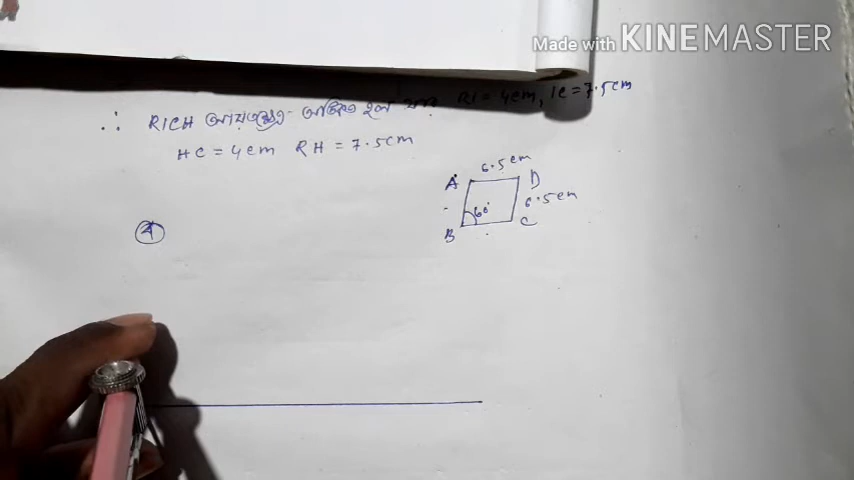 Made with KINEMASTER
∴ RICH আয়তক্ষেত্র অঙ্কিত হল যার RI = 4cm, IC = 7.5cm
HC = 4cm RH = 7.5cm
6.5cm
A D
60° 6.5cm
B C
4